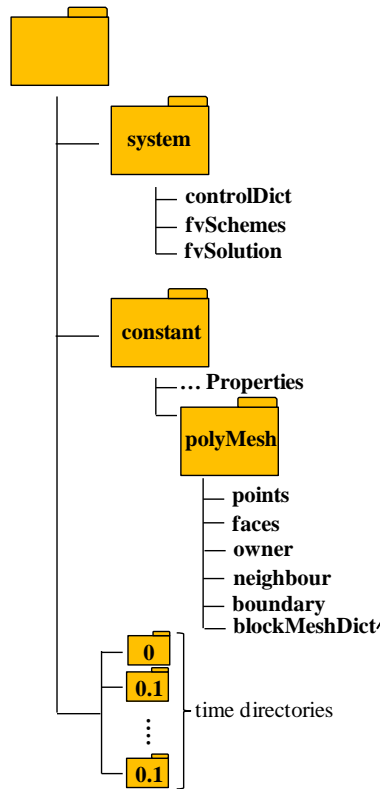 system
controlDict
fvSchemes
fvSolution
constant
... Properties
polyMesh
points
faces
owner
neighbour
boundary
blockMeshDict^
0
0.1
time directories
....
0.1